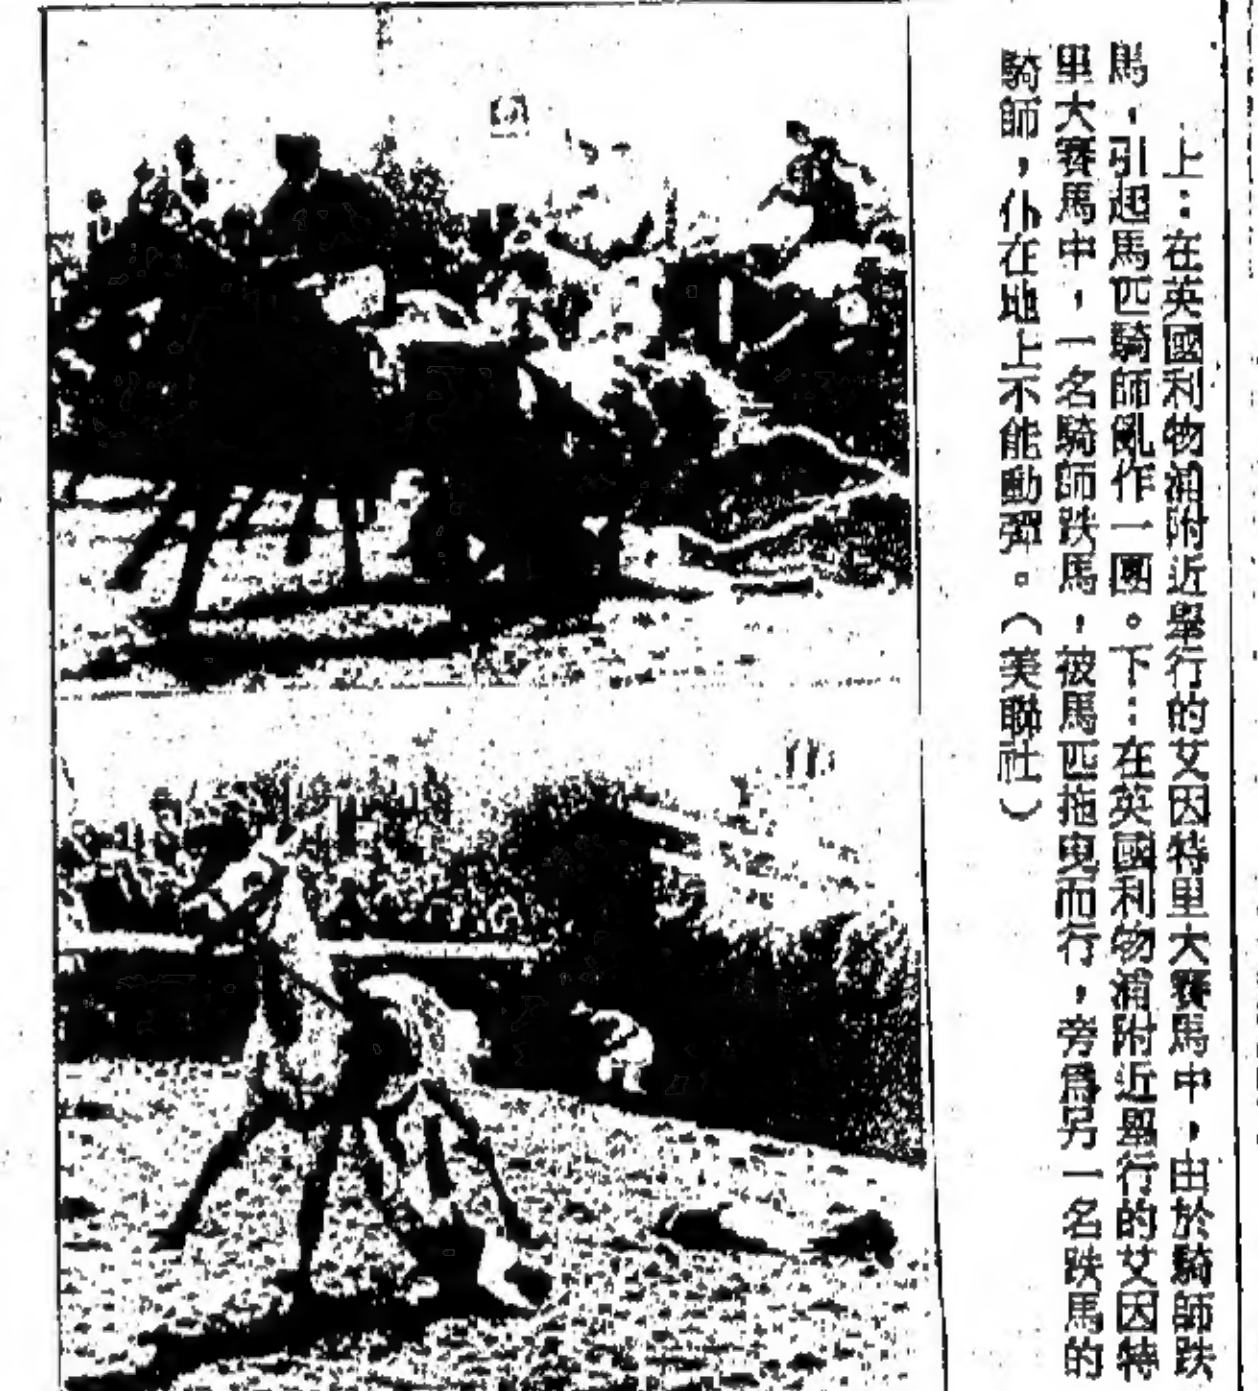 上：在英國利物浦附近舉行的艾因特里大賽馬中，由於騎師跌
馬，引起馬匹騎師亂作一團。下：在英國利物浦附近舉行的艾因特
里大賽馬中，一名騎師跌馬，被馬匹拖曳而行，旁爲另一名跌馬的
騎師，仆在地上不能動彈。（美聯社）